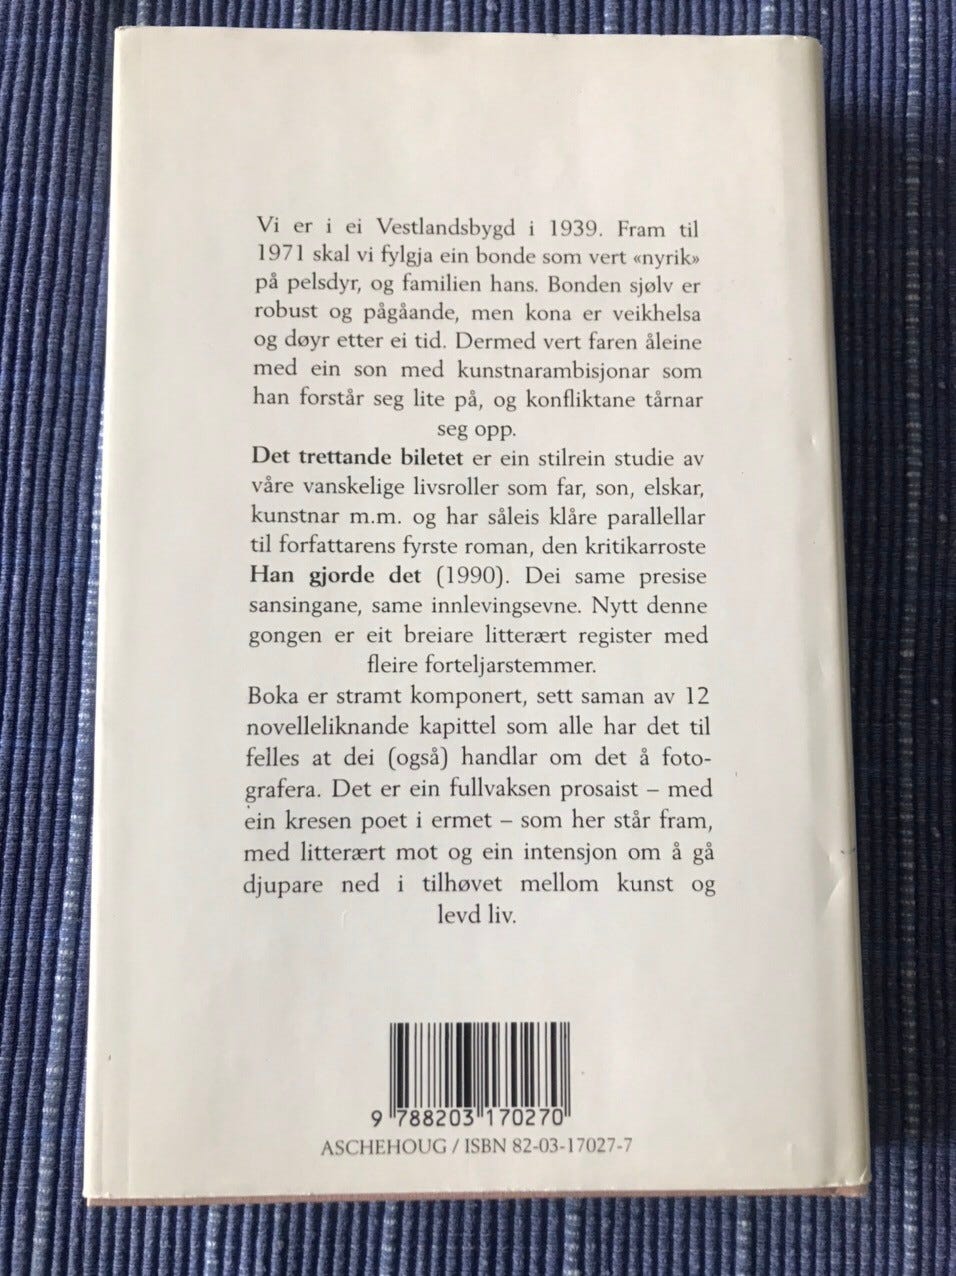 Vi er i ei Vestlandsbygd i 1939. Fram til
1971 skal vi fylgja ein bonde som vert «nyrik»
på pelsdyr, og familien hans. Bonden sjølv er
robust og pågåande, men kona er veikhelsa
og døyr etter ei tid. Dermed vert faren åleine
med ein son med kunstnarambisjonar som
han forstår seg lite på, og konfliktane tårnar
seg opp.
Det trettande biletet er ein stilrein studie av
våre vanskelige livsroller som far, son, elskar,
kunstnar m.m. og har såleis klåre parallellar
til forfattarens fyrste roman, den kritikarroste
Han gjorde det (1990). Dei same presise
sansingane, same innlevingsevne. Nytt denne
gongen er eit breiare litterært register med
fleire forteljarstemmer.
Boka er stramt komponert, sett saman av 12
novelleliknande kapittel som alle har det til
felles at dei (også) handlar om det å foto-
grafera. Det er ein fullvaksen prosaist – med
ein kresen poet i ermet – som her står fram,
med litterært mot og ein intensjon om å gå
djupare ned i tilhøvet mellom kunst og
levd liv.
9 788203 170270
ASCHEHOUG / ISBN 82-03-17027-7